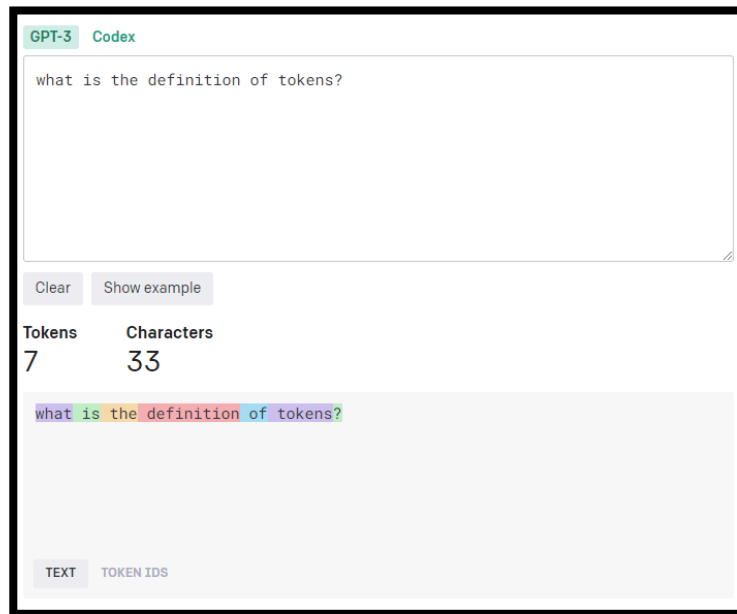 GPT-3 Codex
what is the definition of tokens?
Clear Show example
Tokens Characters
7 33
what is the definition of tokens?
TEXT TOKEN IDS